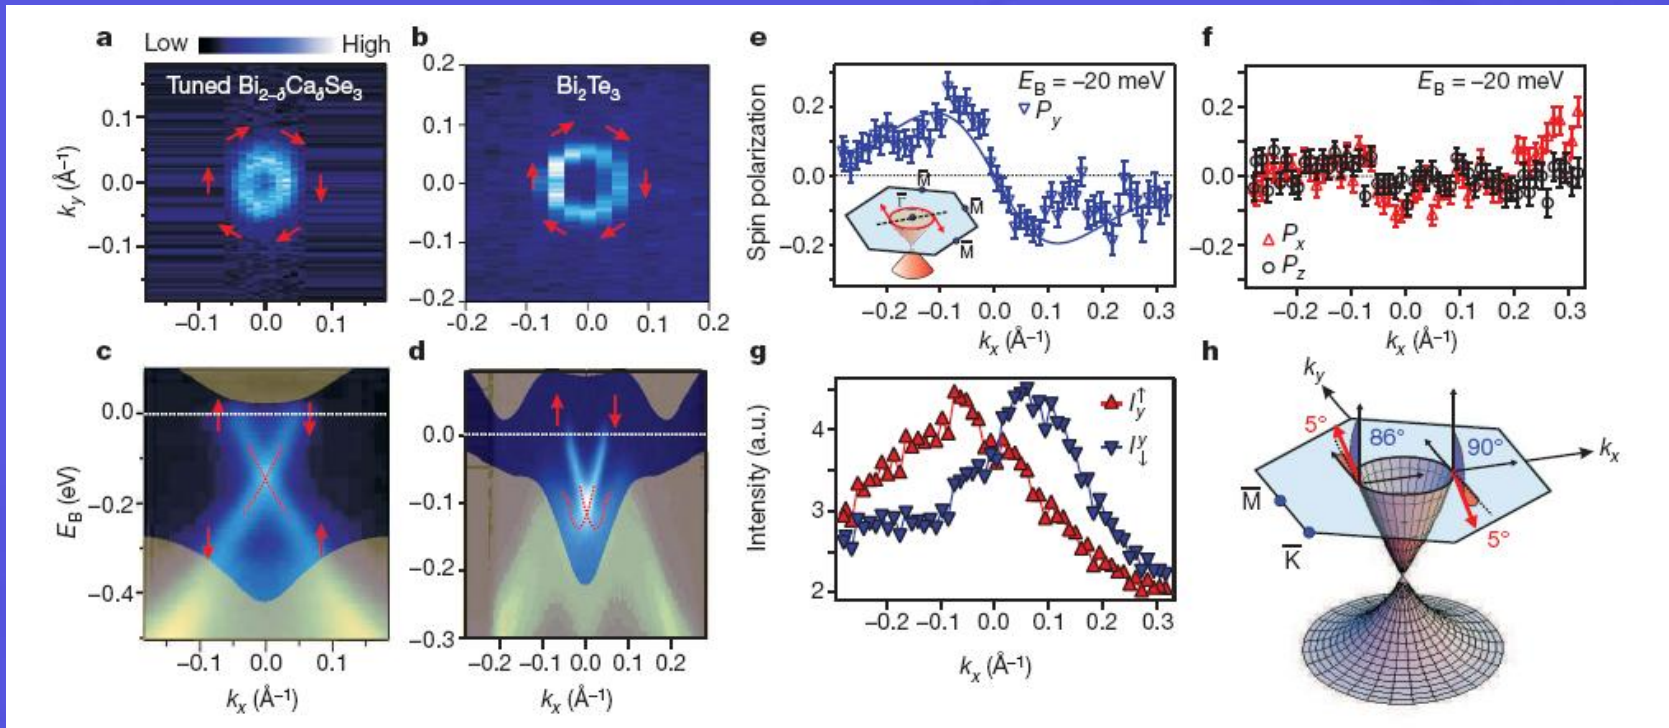 a
Low
High
Tuned Bi2–δCaδSe3
0.1
0.0
–0.1
ky (Å–1)
–0.1
0.0
0.1
b
0.2
Bi2Te3
0.1
0.0
–0.1
–0.2
–0.2
–0.1
0.0
0.1
0.2
c
0.0
–0.2
–0.4
EB (eV)
–0.1
0.0
0.1
kx (Å–1)
d
0.0
–0.1
–0.2
–0.3
–0.2
–0.1
0.0
0.1
0.2
kx (Å–1)
e
EB = –20 meV
Py
0.2
0.0
–0.2
Spin polarization
M̅
Γ̅
M̅
M̅
–0.2
–0.1
0.0
0.1
0.2
0.3
kx (Å–1)
f
EB = –20 meV
0.2
0.0
–0.2
Px
Pz
–0.2
–0.1
0.0
0.1
0.2
0.3
kx (Å–1)
g
Iy↑
Iy↓
4
3
2
Intensity (a.u.)
–0.2
–0.1
0.0
0.1
0.2
0.3
kx (Å–1)
h
ky
5°
86°
90°
kx
M̅
K̅
5°